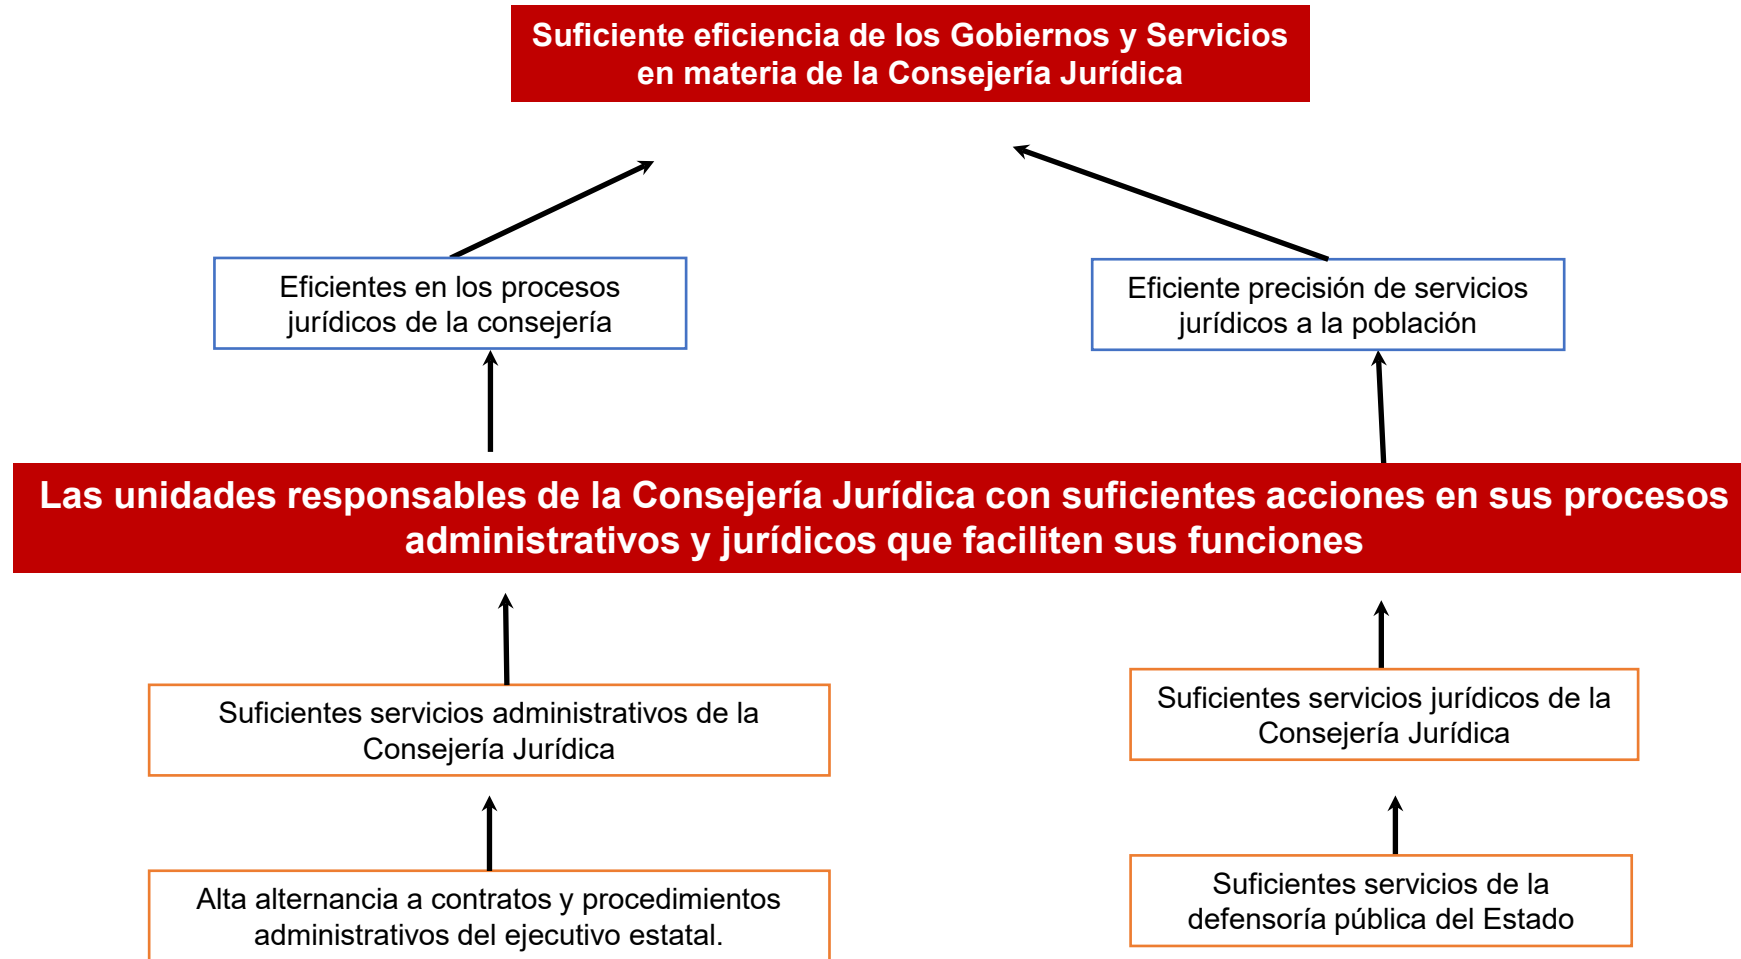 Suficiente eficiencia de los Gobiernos y Servicios
en materia de la Consejería Jurídica
Eficientes en los procesos
jurídicos de la consejería
Eficiente precisión de servicios
jurídicos a la población
Las unidades responsables de la Consejería Jurídica con suficientes acciones en sus procesos
administrativos y jurídicos que faciliten sus funciones
Suficientes servicios administrativos de la
Consejería Jurídica
Suficientes servicios jurídicos de la
Consejería Jurídica
Alta alternancia a contratos y procedimientos
administrativos del ejecutivo estatal.
Suficientes servicios de la
defensoría pública del Estado